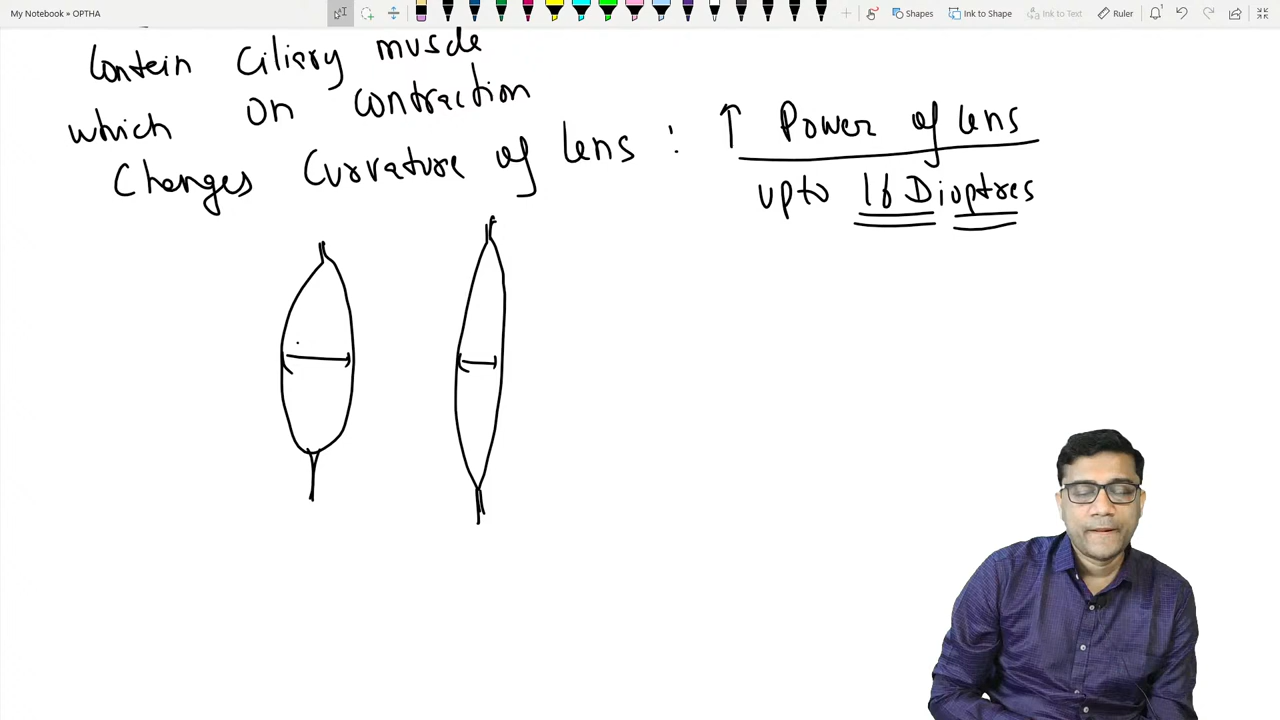 My Notebook » OPTHA
Shapes
Ink to Shape
Ink to Text
Ruler
Contein Ciliary muscle
which on contraction
Changes Curvature of lens : ↑ Power of lens
upto 16 Dioptres